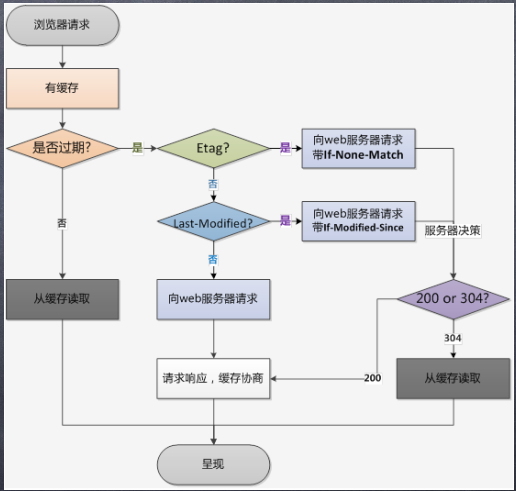 浏览器请求
有缓存
是否过期?
是
Etag?
是
向web服务器请求
带If-None-Match
否
否
Last-Modified?
是
向web服务器请求
带If-Modified-Since
服务器决策
否
从缓存读取
向web服务器请求
200 or 304?
304
请求响应，缓存协商
200
从缓存读取
呈现